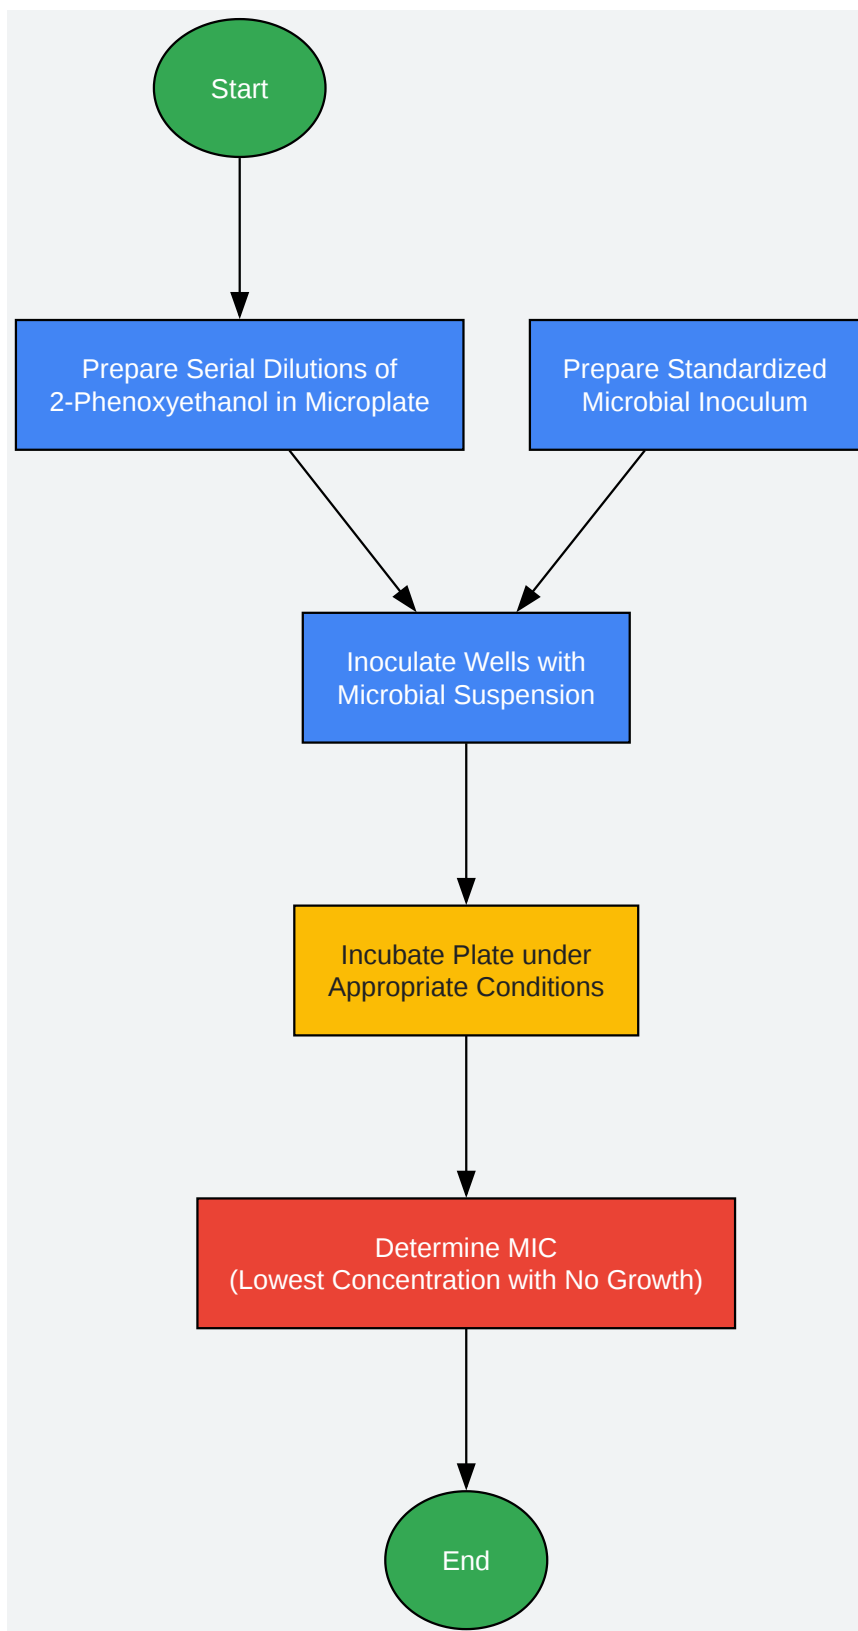 Start
Prepare Serial Dilutions of
2-Phenoxyethanol in Microplate
Prepare Standardized
Microbial Inoculum
Inoculate Wells with
Microbial Suspension
Incubate Plate under
Appropriate Conditions
Determine MIC
(Lowest Concentration with No Growth)
End